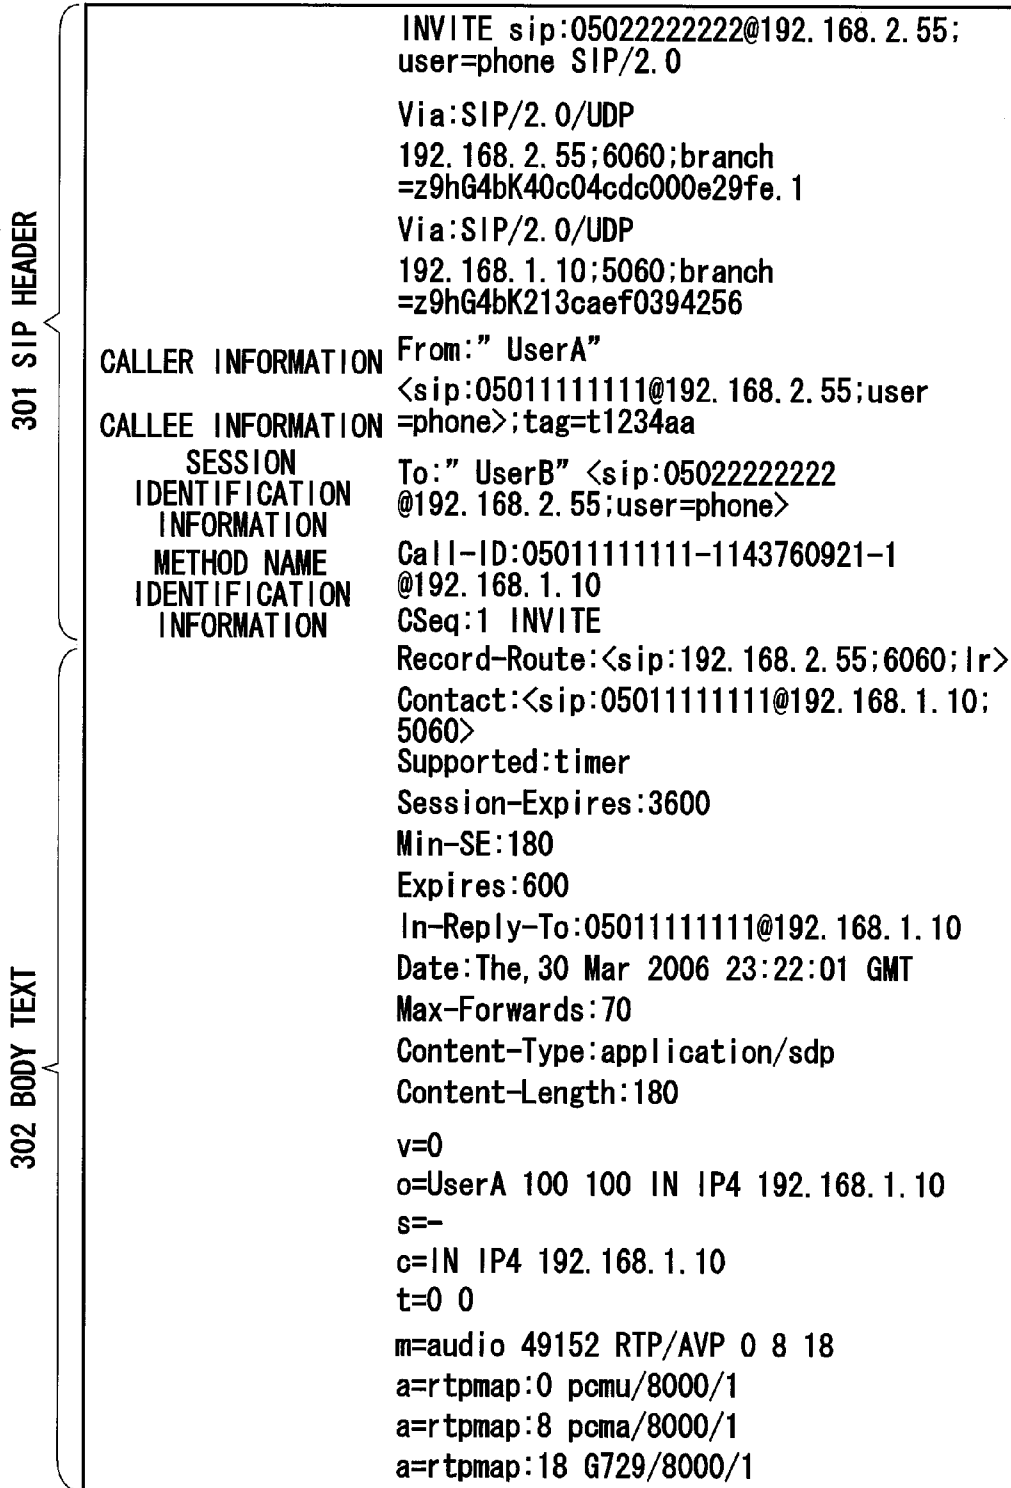 301 SIP HEADER
INVITE sip:05022222222@192.168.2.55;
user=phone SIP/2.0
Via:SIP/2.0/UDP
192.168.2.55;6060;branch
=z9hG4bK40c04cdc000e29fe.1
Via:SIP/2.0/UDP
192.168.1.10;5060;branch
=z9hG4bK213caef0394256
CALLER INFORMATION
From:" UserA"
<sip:05011111111@192.168.2.55;user
CALLEE INFORMATION
=phone>;tag=t1234aa
SESSION
IDENTIFICATION
INFORMATION
To:" UserB" <sip:05022222222
@192.168.2.55;user=phone>
METHOD NAME
IDENTIFICATION
INFORMATION
Call-ID:05011111111-1143760921-1
@192.168.1.10
CSeq:1 INVITE
302 BODY TEXT
Record-Route:<sip:192.168.2.55;6060;lr>
Contact:<sip:05011111111@192.168.1.10;
5060>
Supported:timer
Session-Expires:3600
Min-SE:180
Expires:600
In-Reply-To:05011111111@192.168.1.10
Date:The,30 Mar 2006 23:22:01 GMT
Max-Forwards:70
Content-Type:application/sdp
Content-Length:180
v=0
o=UserA 100 100 IN IP4 192.168.1.10
s=-
c=IN IP4 192.168.1.10
t=0 0
m=audio 49152 RTP/AVP 0 8 18
a=rtpmap:0 pcmu/8000/1
a=rtpmap:8 pcma/8000/1
a=rtpmap:18 G729/8000/1